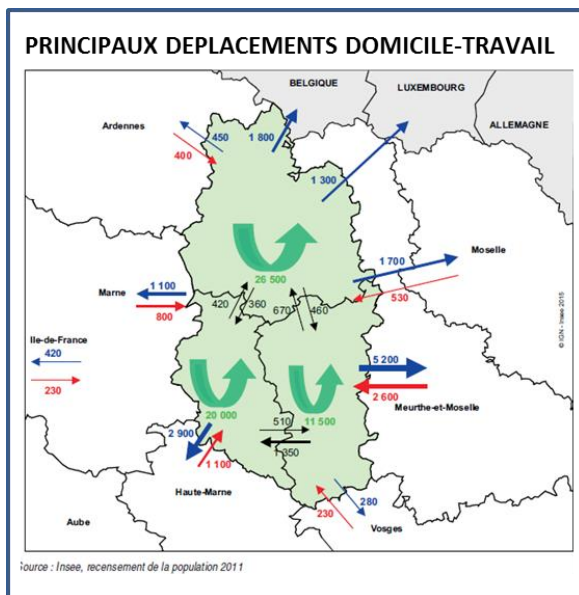 PRINCIPAUX DEPLACEMENTS DOMICILE-TRAVAIL
BELGIQUE
LUXEMBOURG
ALLEMAGNE
Ardennes
450
400
1 800
1 300
26 500
1 700
Moselle
530
Marne
1 100
800
420
360
670
460
Ile-de-France
420
230
5 200
2 600
Meurthe-et-Moselle
20 000
11 500
510
1 350
2 900
1 100
Haute-Marne
Aube
230
280
Vosges
© IGN - Insee 2015
Source : Insee, recensement de la population 2011